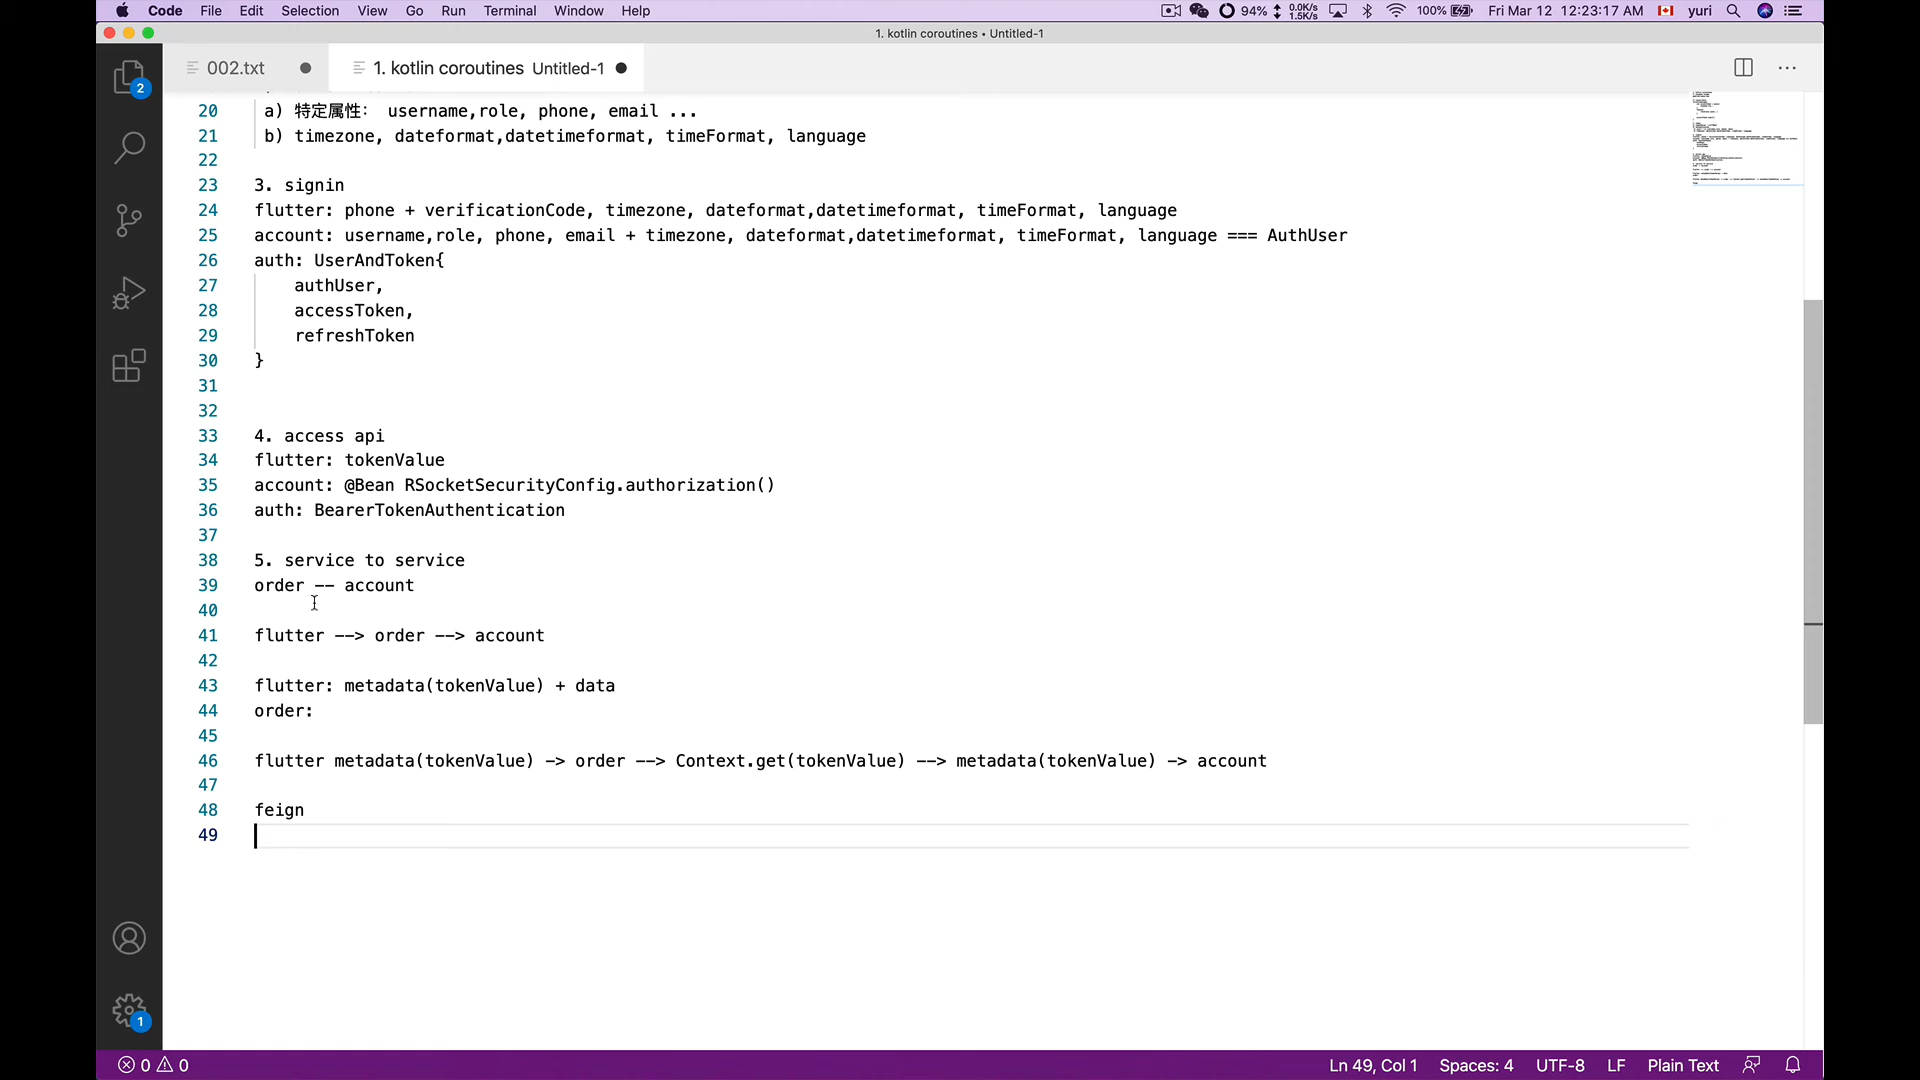 Code File Edit Selection View Go Run Terminal Window Help 94% 0.0K/s 1.5K/s 100% Fri Mar 12 12:23:17 AM yuri
1. kotlin coroutines • Untitled-1
002.txt
1. kotlin coroutines Untitled-1
2
20 a) 特定属性： username,role, phone, email ...
21 b) timezone, dateformat,datetimeformat, timeFormat, language
22
23 3. signin
24 flutter: phone + verificationCode, timezone, dateformat,datetimeformat, timeFormat, language
25 account: username,role, phone, email + timezone, dateformat,datetimeformat, timeFormat, language === AuthUser
26 auth: UserAndToken{
27 authUser,
28 accessToken,
29 refreshToken
30 }
31
32
33 4. access api
34 flutter: tokenValue
35 account: @Bean RSocketSecurityConfig.authorization()
36 auth: BearerTokenAuthentication
37
38 5. service to service
39 order -- account
40
41 flutter --> order --> account
42
43 flutter: metadata(tokenValue) + data
44 order:
45
46 flutter metadata(tokenValue) -> order --> Context.get(tokenValue) --> metadata(tokenValue) -> account
47
48 feign
49
1
0 0 Ln 49, Col 1 Spaces: 4 UTF-8 LF Plain Text